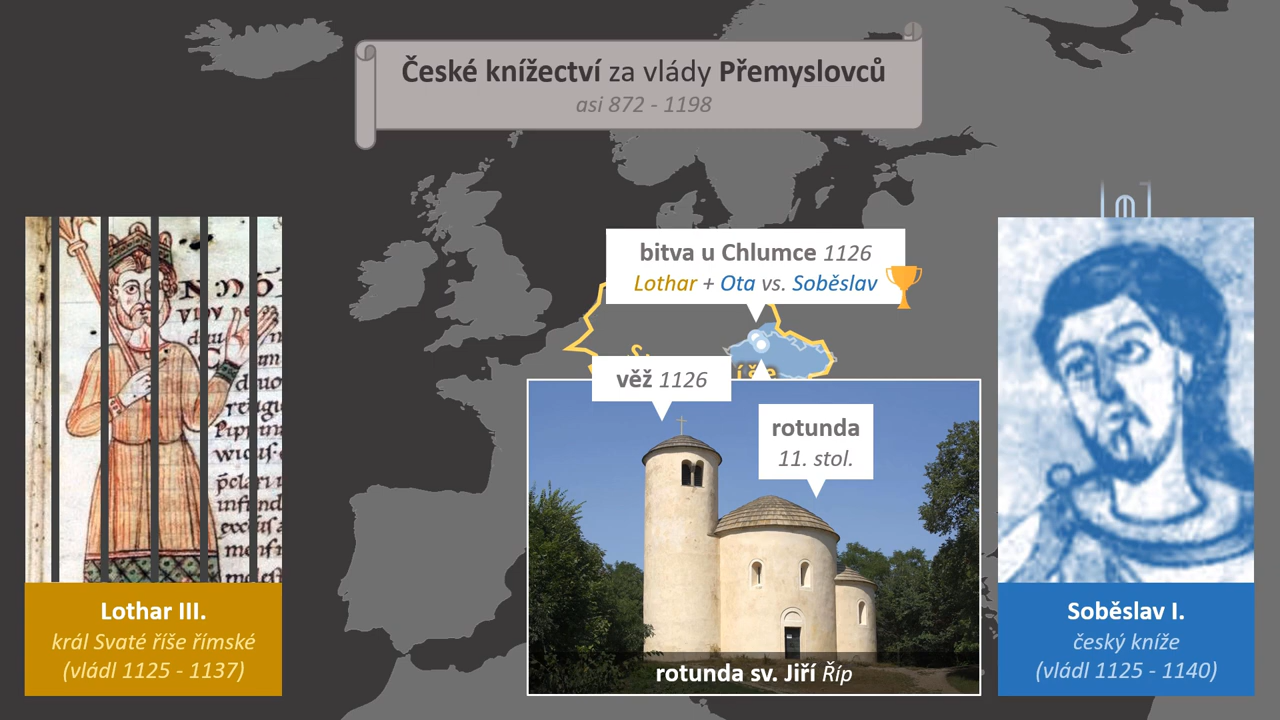 České knížectví za vlády Přemyslovců
asi 872 - 1198
bitva u Chlumce 1126
Lothar + Ota vs. Soběslav
věž 1126
rotunda
11. stol.
rotunda sv. Jiří Říp
Lothar III.
král Svaté říše římské
(vládl 1125 - 1137)
Soběslav I.
český kníže
(vládl 1125 - 1140)